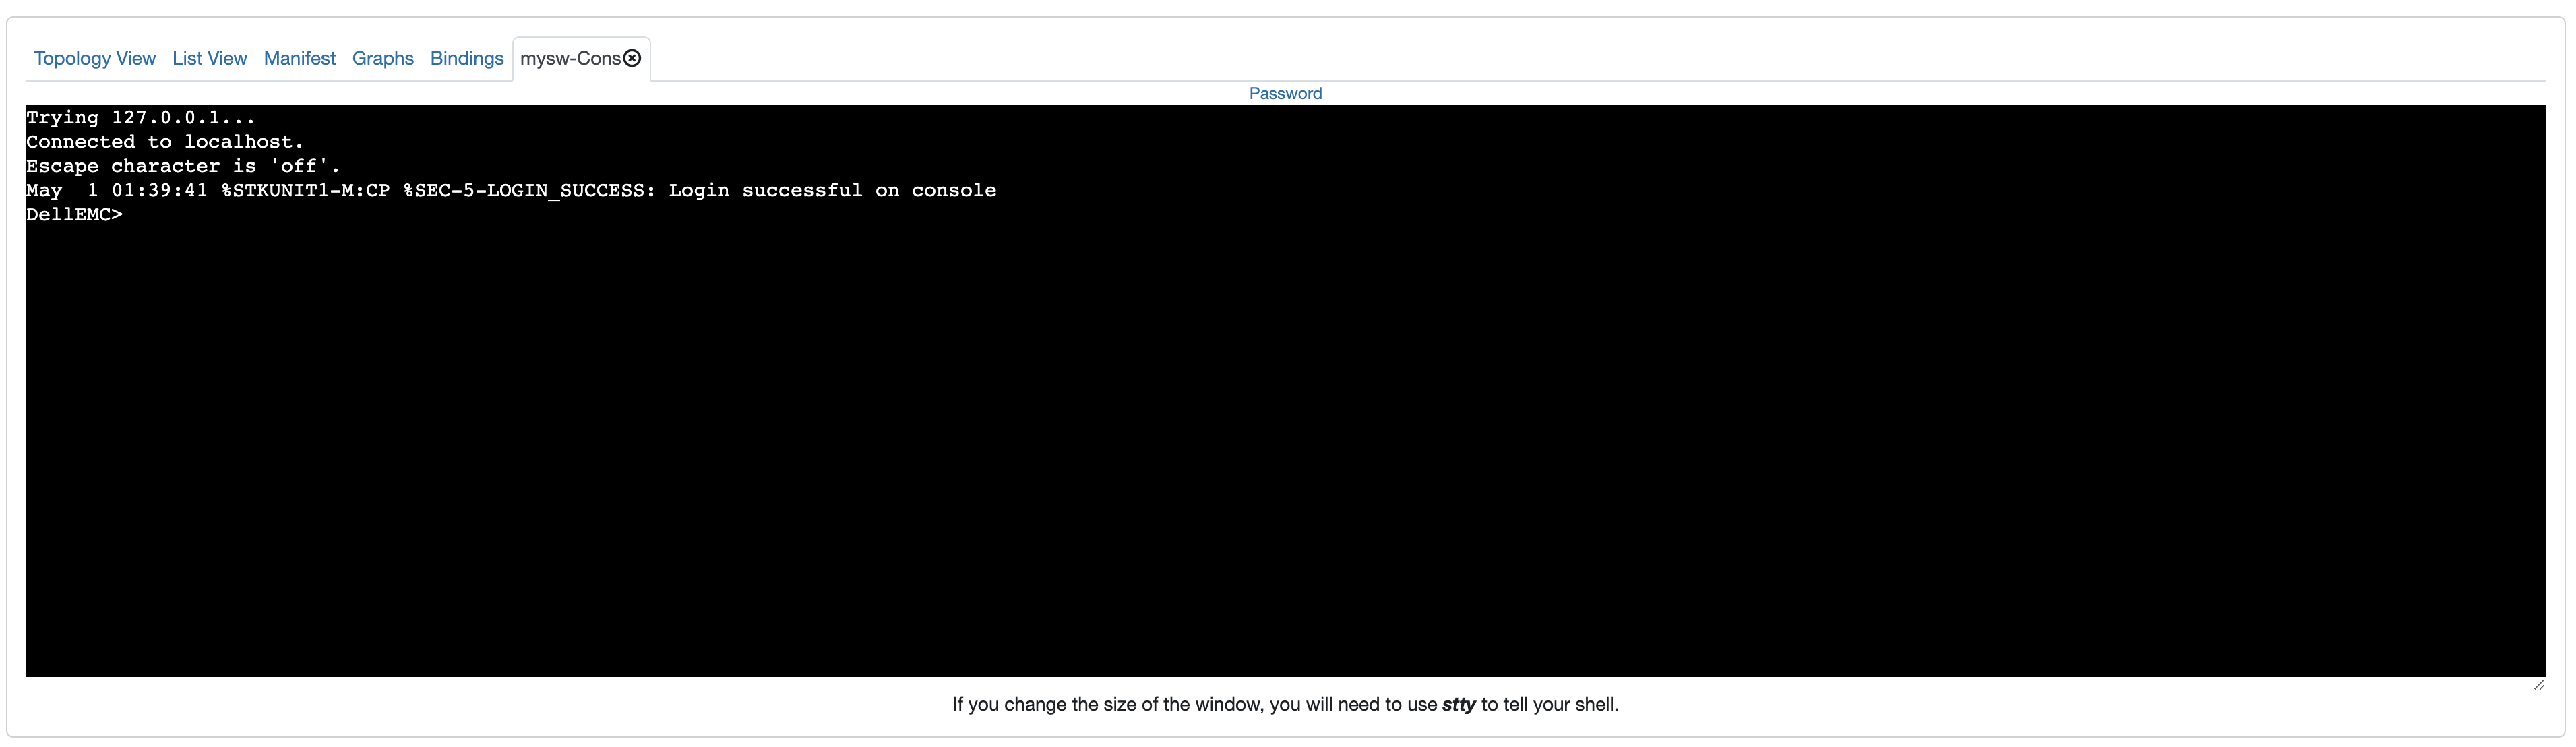 Topology View List View Manifest Graphs Bindings mysw-Cons
Password
Trying 127.0.0.1...
Connected to localhost.
Escape character is 'off'.
May  1 01:39:41 %STKUNIT1-M:CP %SEC-5-LOGIN_SUCCESS: Login successful on console
DellEMC>
If you change the size of the window, you will need to use stty to tell your shell.